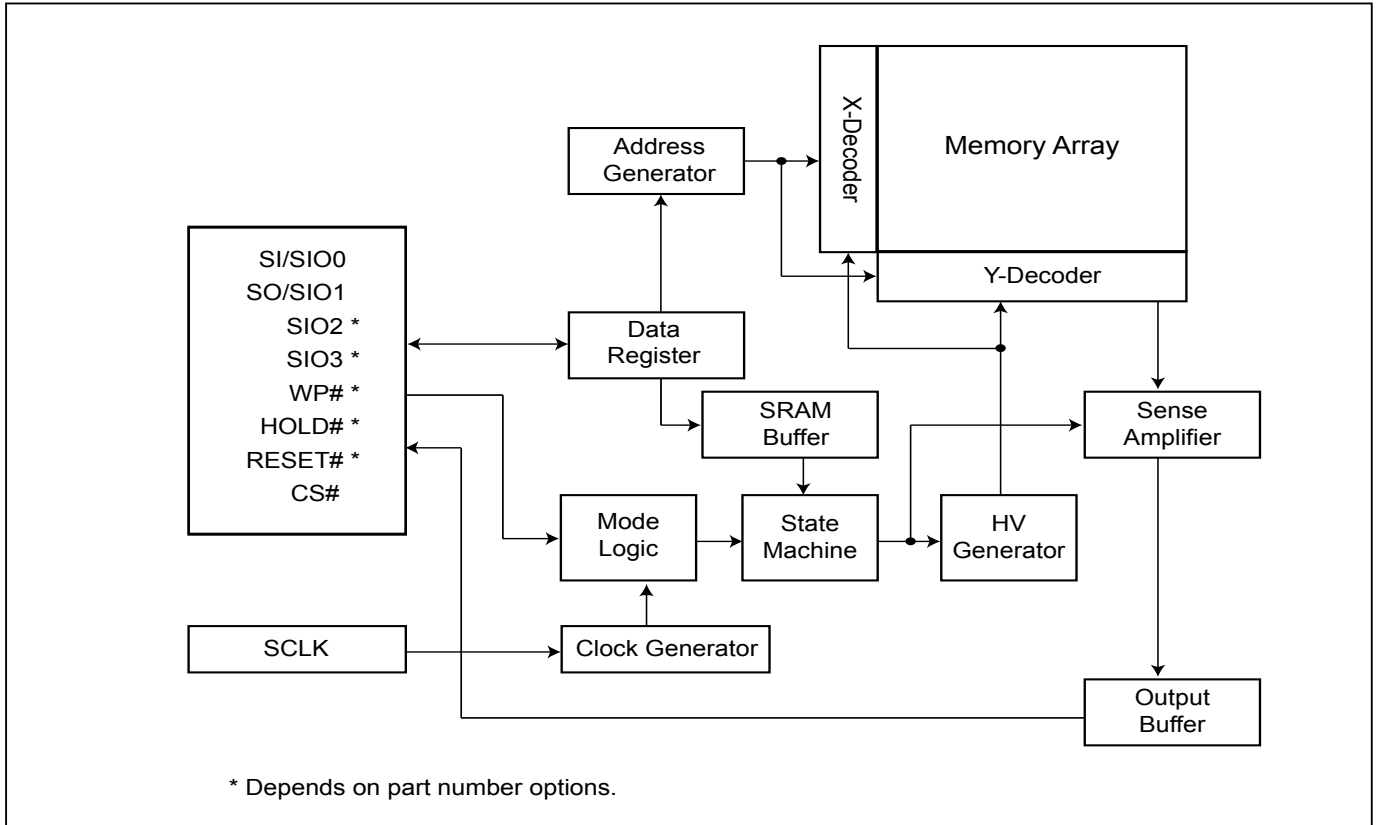 X-Decoder
Memory Array
Address
Generator
Y-Decoder
SI/SIO0
SO/SIO1
SIO2 *
SIO3 *
WP# *
HOLD# *
RESET# *
CS#
Data
Register
SRAM
Buffer
Sense
Amplifier
Mode
Logic
State
Machine
HV
Generator
SCLK
Clock Generator
Output
Buffer
* Depends on part number options.